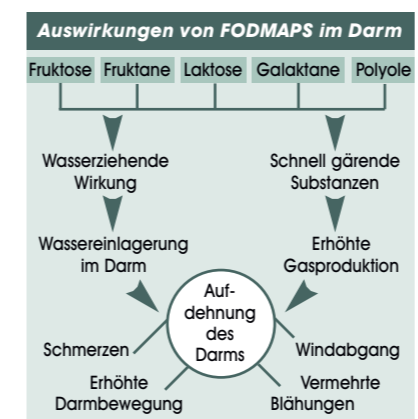 Auswirkungen von FODMAPS im Darm
Fruktose Fruktane Laktose Galaktane Polyole
Wasserziehende
Wirkung
Schnell gärende
Substanzen
Wassereinlagerung
im Darm
Erhöhte
Gasproduktion
Auf-
dehnung
des
Darms
Schmerzen
Windabgang
Erhöhte
Darmbewegung
Vermehrte
Blähungen